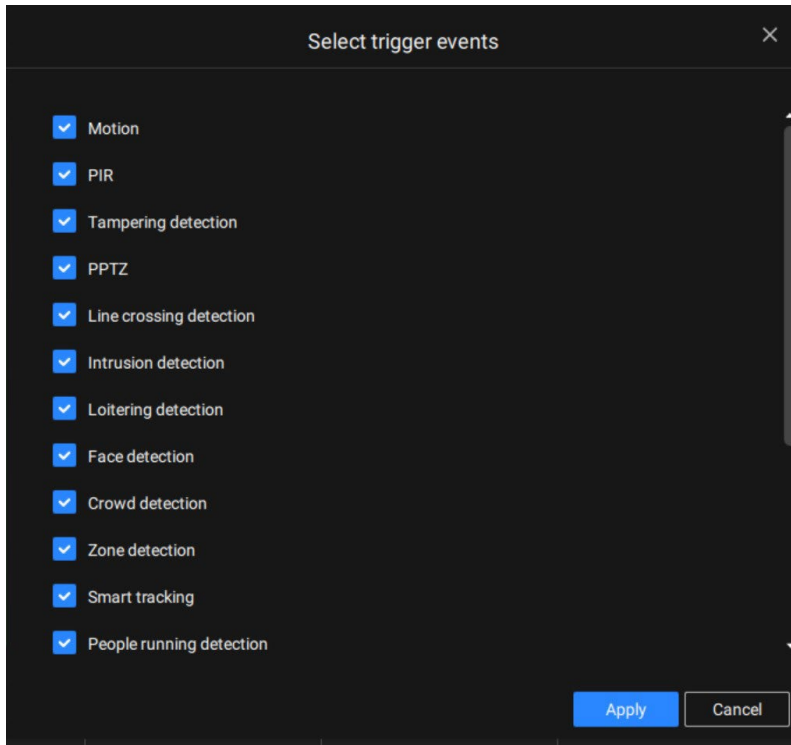 Select trigger events
Motion
PIR
Tampering detection
PPTZ
Line crossing detection
Intrusion detection
Loitering detection
Face detection
Crowd detection
Zone detection
Smart tracking
People running detection
Apply Cancel